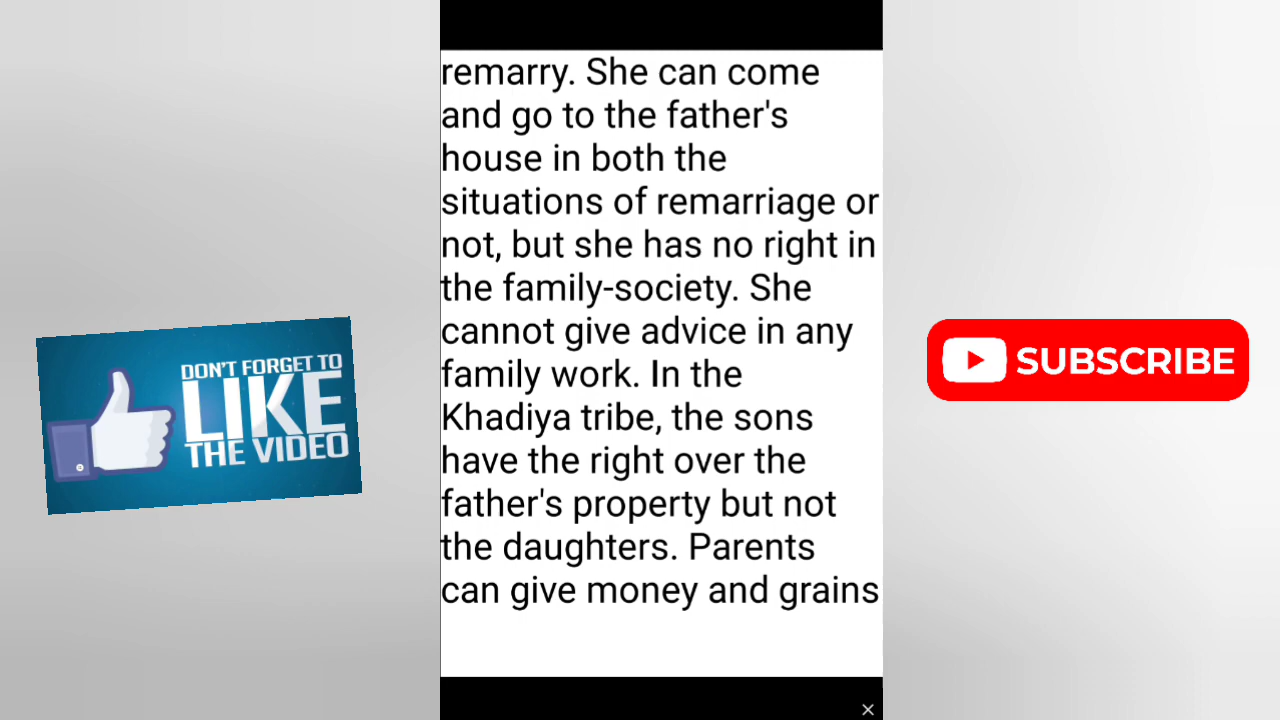 remarry. She can come
and go to the father's
house in both the
situations of remarriage or
not, but she has no right in
the family-society. She
cannot give advice in any
family work. In the
Khadiya tribe, the sons
have the right over the
father's property but not
the daughters. Parents
can give money and grains
DON'T FORGET TO
LIKE
THE VIDEO
SUBSCRIBE